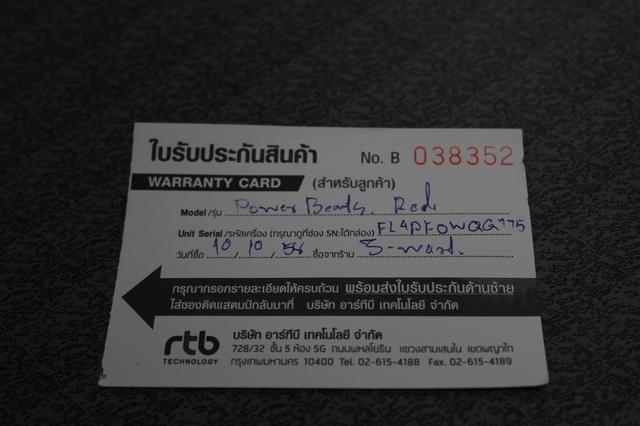 ใบรับประกันสินค้า No. B 038352
WARRANTY CARD (สำหรับลูกค้า)
Model/รุ่น Power Beats. Red
Unit Serial/รหัสเครื่อง (กรุณาดูที่ช่อง SN:ใต้กล่อง)
วันที่ซื้อ 10/10/56 ซื้อจากร้าน
กรุณากรอกรายละเอียดให้ครบถ้วน พร้อมส่งใบรับประกันด้านซ้าย
ใส่ซองติดแสตมป์กลับมาที่ บริษัท อาร์ทีบี เทคโนโลยี จำกัด
rtb
TECHNOLOGY
บริษัท อาร์ทีบี เทคโนโลยี จำกัด
728/32 ชั้น 5 ห้อง 5G ถนนพหลโยธิน แขวงสามเสนใน เขตพญาไท
กรุงเทพมหานคร 10400 Tel. 02-615-4188 Fax. 02-615-4189